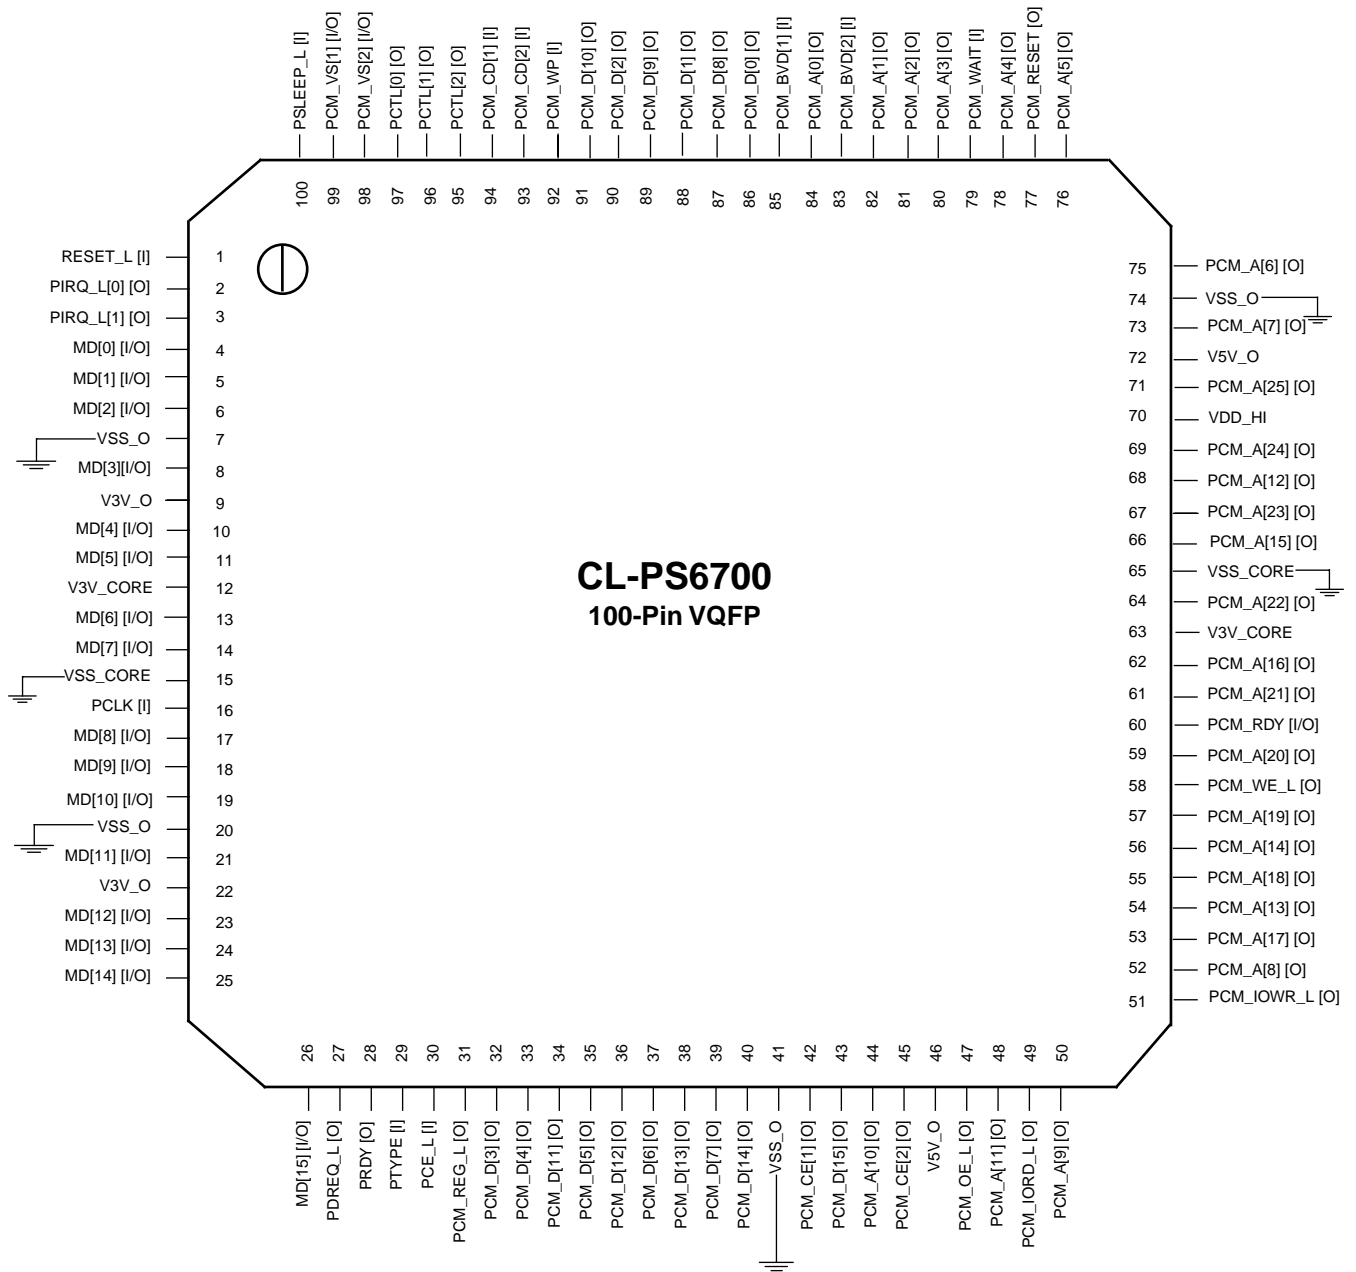 PSLEEP_L [I]
PCM_VS[1] [I/O]
PCM_VS[2] [I/O]
PCTL[0] [O]
PCTL[1] [O]
PCTL[2] [O]
PCM_CD[1] [I]
PCM_CD[2] [I]
PCM_WP [I]
PCM_D[10] [O]
PCM_D[2] [O]
PCM_D[9] [O]
PCM_D[1] [O]
PCM_D[8] [O]
PCM_D[0] [O]
PCM_BVD[1] [I]
PCM_A[0] [O]
PCM_BVD[2] [I]
PCM_A[1] [O]
PCM_A[2] [O]
PCM_A[3] [O]
PCM_WAIT [I]
PCM_A[4] [O]
PCM_RESET [O]
PCM_A[5] [O]
100
99
98
97
96
95
94
93
92
91
90
89
88
87
86
85
84
83
82
81
80
79
78
77
76
RESET_L [I] 1
PIRQ_L[0] [O] 2
PIRQ_L[1] [O] 3
MD[0] [I/O] 4
MD[1] [I/O] 5
MD[2] [I/O] 6
VSS_O 7
MD[3][I/O] 8
V3V_O 9
MD[4] [I/O] 10
MD[5] [I/O] 11
V3V_CORE 12
MD[6] [I/O] 13
MD[7] [I/O] 14
VSS_CORE 15
PCLK [I] 16
MD[8] [I/O] 17
MD[9] [I/O] 18
MD[10] [I/O] 19
VSS_O 20
MD[11] [I/O] 21
V3V_O 22
MD[12] [I/O] 23
MD[13] [I/O] 24
MD[14] [I/O] 25
CL-PS6700
100-Pin VQFP
75 PCM_A[6] [O]
74 VSS_O
73 PCM_A[7] [O]
72 V5V_O
71 PCM_A[25] [O]
70 VDD_HI
69 PCM_A[24] [O]
68 PCM_A[12] [O]
67 PCM_A[23] [O]
66 PCM_A[15] [O]
65 VSS_CORE
64 PCM_A[22] [O]
63 V3V_CORE
62 PCM_A[16] [O]
61 PCM_A[21] [O]
60 PCM_RDY [I/O]
59 PCM_A[20] [O]
58 PCM_WE_L [O]
57 PCM_A[19] [O]
56 PCM_A[14] [O]
55 PCM_A[18] [O]
54 PCM_A[13] [O]
53 PCM_A[17] [O]
52 PCM_A[8] [O]
51 PCM_IOWR_L [O]
26
27
28
29
30
31
32
33
34
35
36
37
38
39
40
41
42
43
44
45
46
47
48
49
50
MD[15] [I/O]
PDREQ_L [O]
PRDY [O]
PTYPE [I]
PCE_L [I]
PCM_REG_L [O]
PCM_D[3] [O]
PCM_D[4] [O]
PCM_D[11] [O]
PCM_D[5] [O]
PCM_D[12] [O]
PCM_D[6] [O]
PCM_D[13] [O]
PCM_D[7] [O]
PCM_D[14] [O]
VSS_O
PCM_CE[1] [O]
PCM_D[15] [O]
PCM_A[10] [O]
PCM_CE[2] [O]
V5V_O
PCM_OE_L [O]
PCM_A[11] [O]
PCM_IORD_L [O]
PCM_A[9] [O]